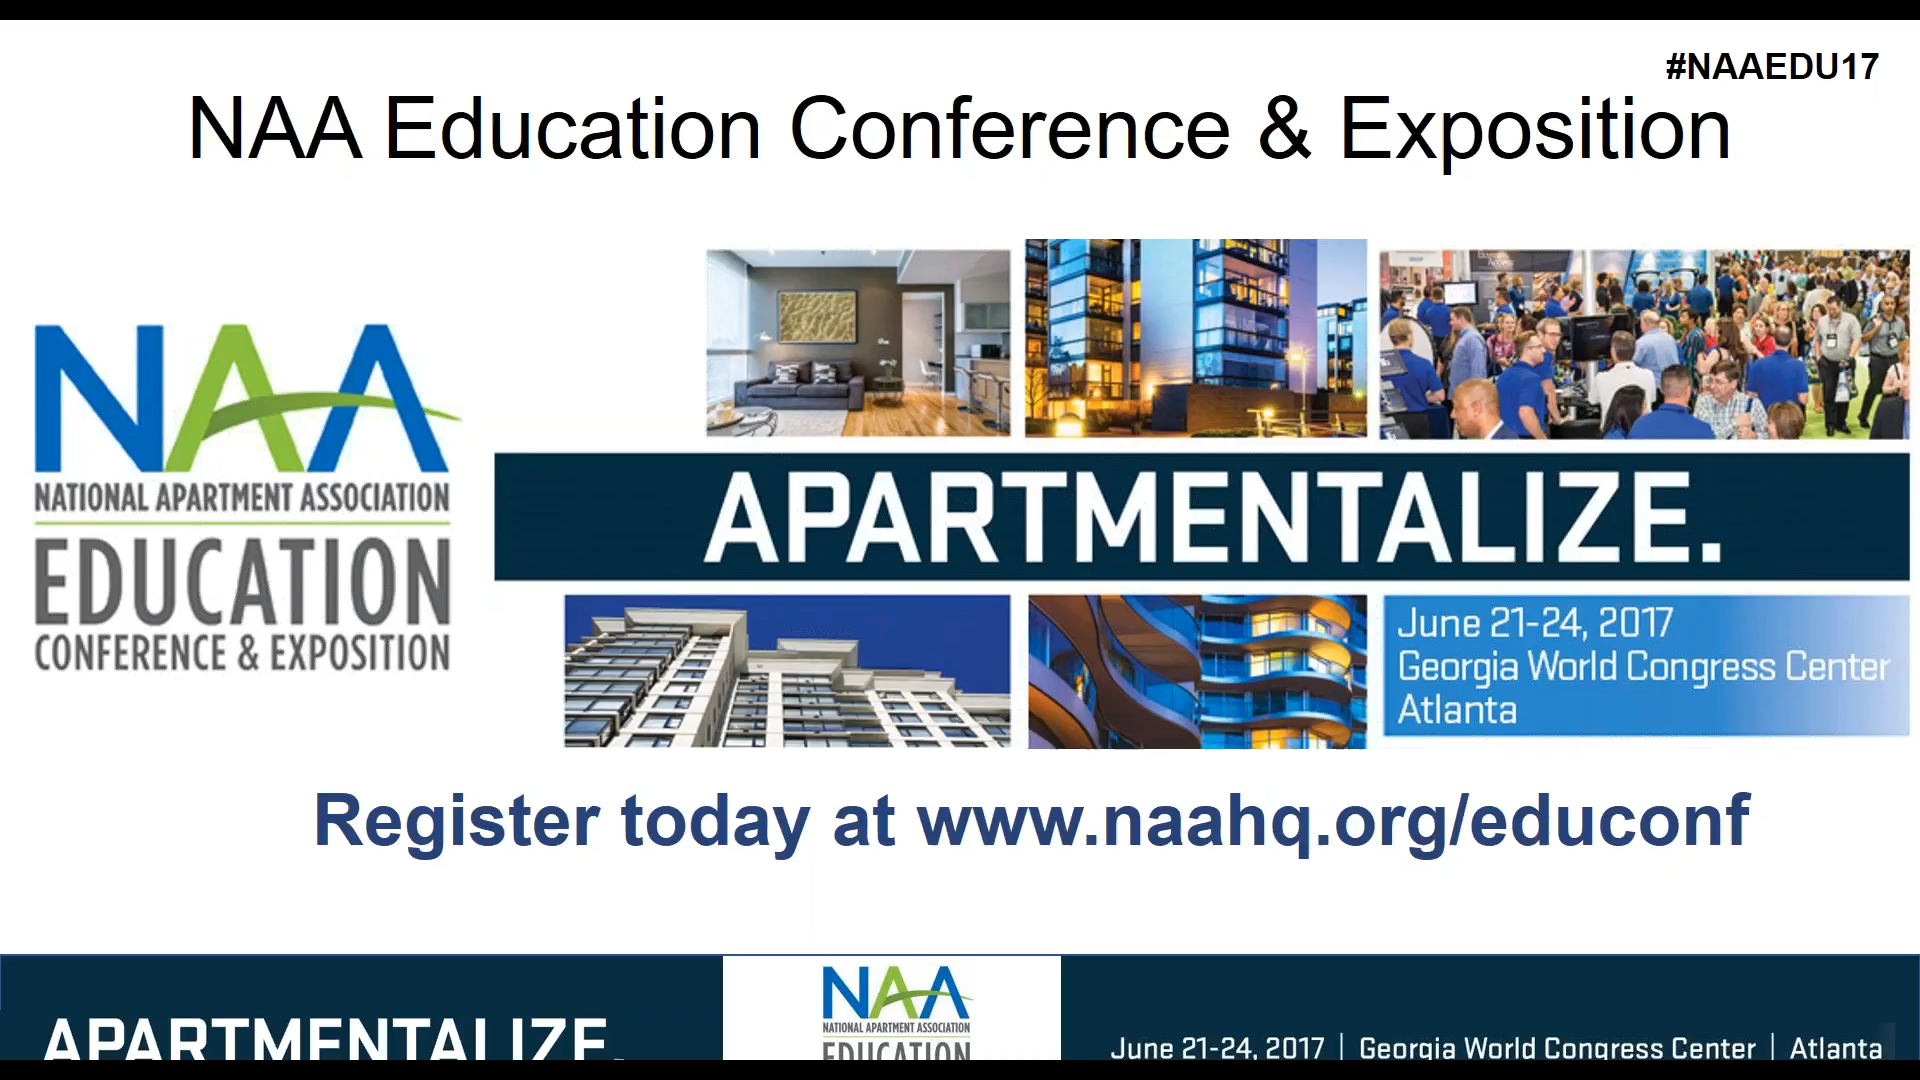 #NAAEDU17
NAA Education Conference & Exposition
NAA
NATIONAL APARTMENT ASSOCIATION
EDUCATION
CONFERENCE & EXPOSITION
APARTMENTALIZE.
June 21-24, 2017
Georgia World Congress Center
Atlanta
Register today at www.naahq.org/educonf
APARTMENTALIZE.
NAA
NATIONAL APARTMENT ASSOCIATION
EDUCATION
June 21-24, 2017 | Georgia World Congress Center | Atlanta